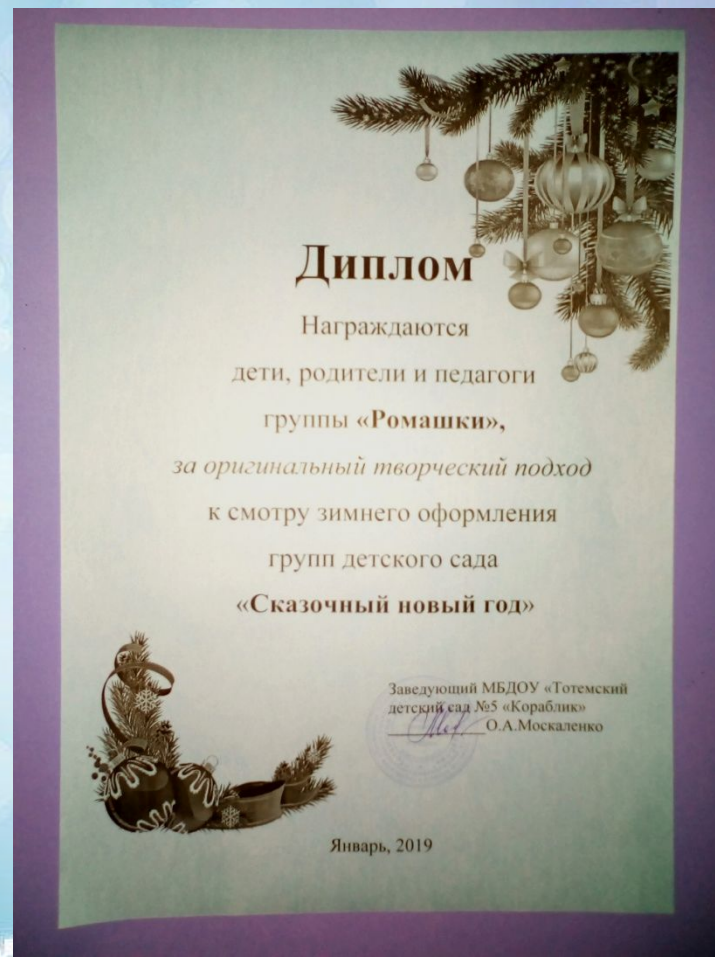 Диплом
Награждаются
дети, родители и педагоги
группы «Ромашки»,
за оригинальный творческий подход
к смотру зимнего оформления
групп детского сада
«Сказочный новый год»
Заведующий МБДОУ «Тотемский
детский сад №5 «Кораблик»
____________О.А.Москаленко
Январь, 2019